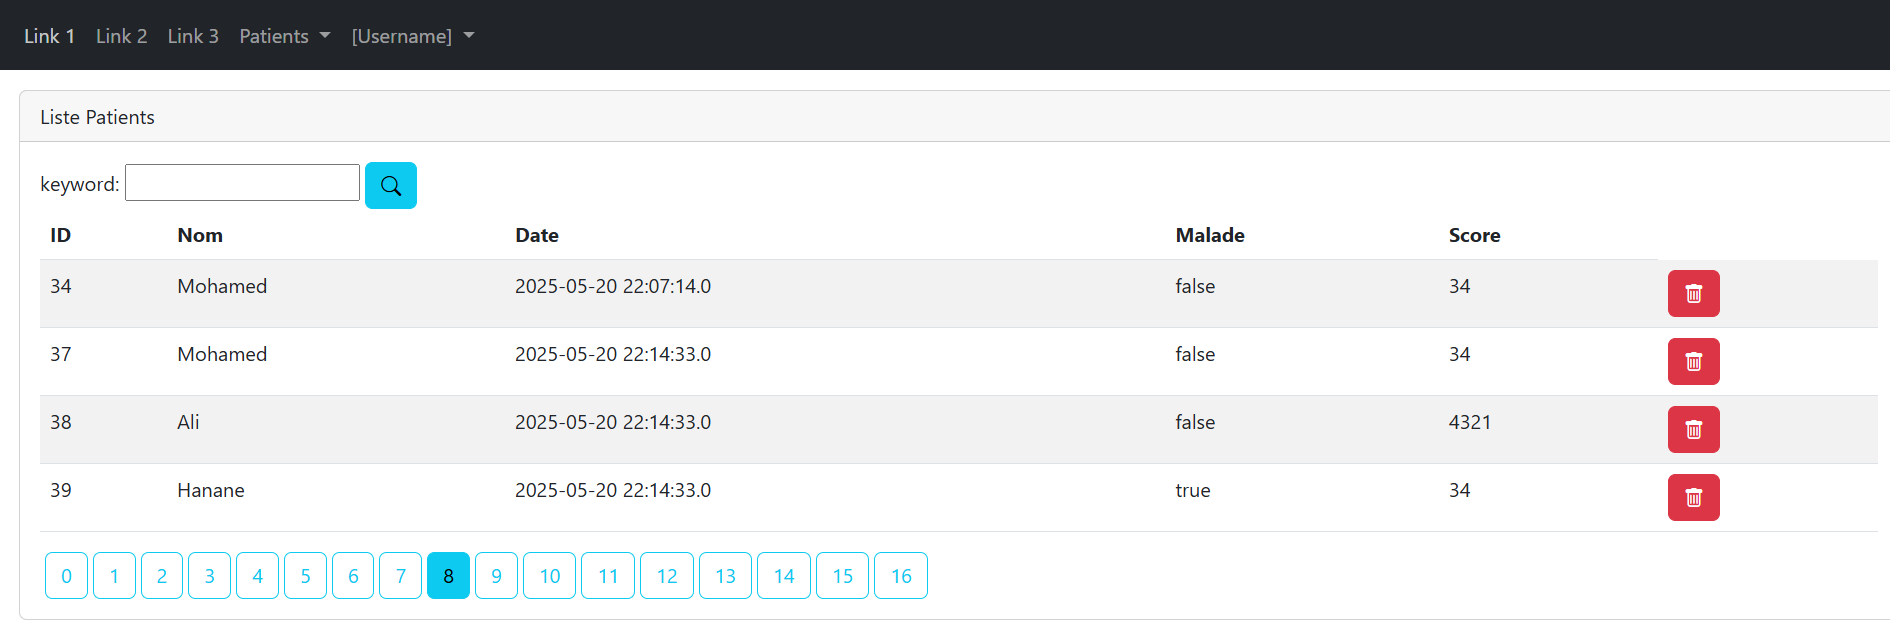 Link 1 Link 2 Link 3 Patients [Username]
Liste Patients
keyword:
ID Nom Date Malade Score
34 Mohamed 2025-05-20 22:07:14.0 false 34
37 Mohamed 2025-05-20 22:14:33.0 false 34
38 Ali 2025-05-20 22:14:33.0 false 4321
39 Hanane 2025-05-20 22:14:33.0 true 34
0 1 2 3 4 5 6 7 8 9 10 11 12 13 14 15 16